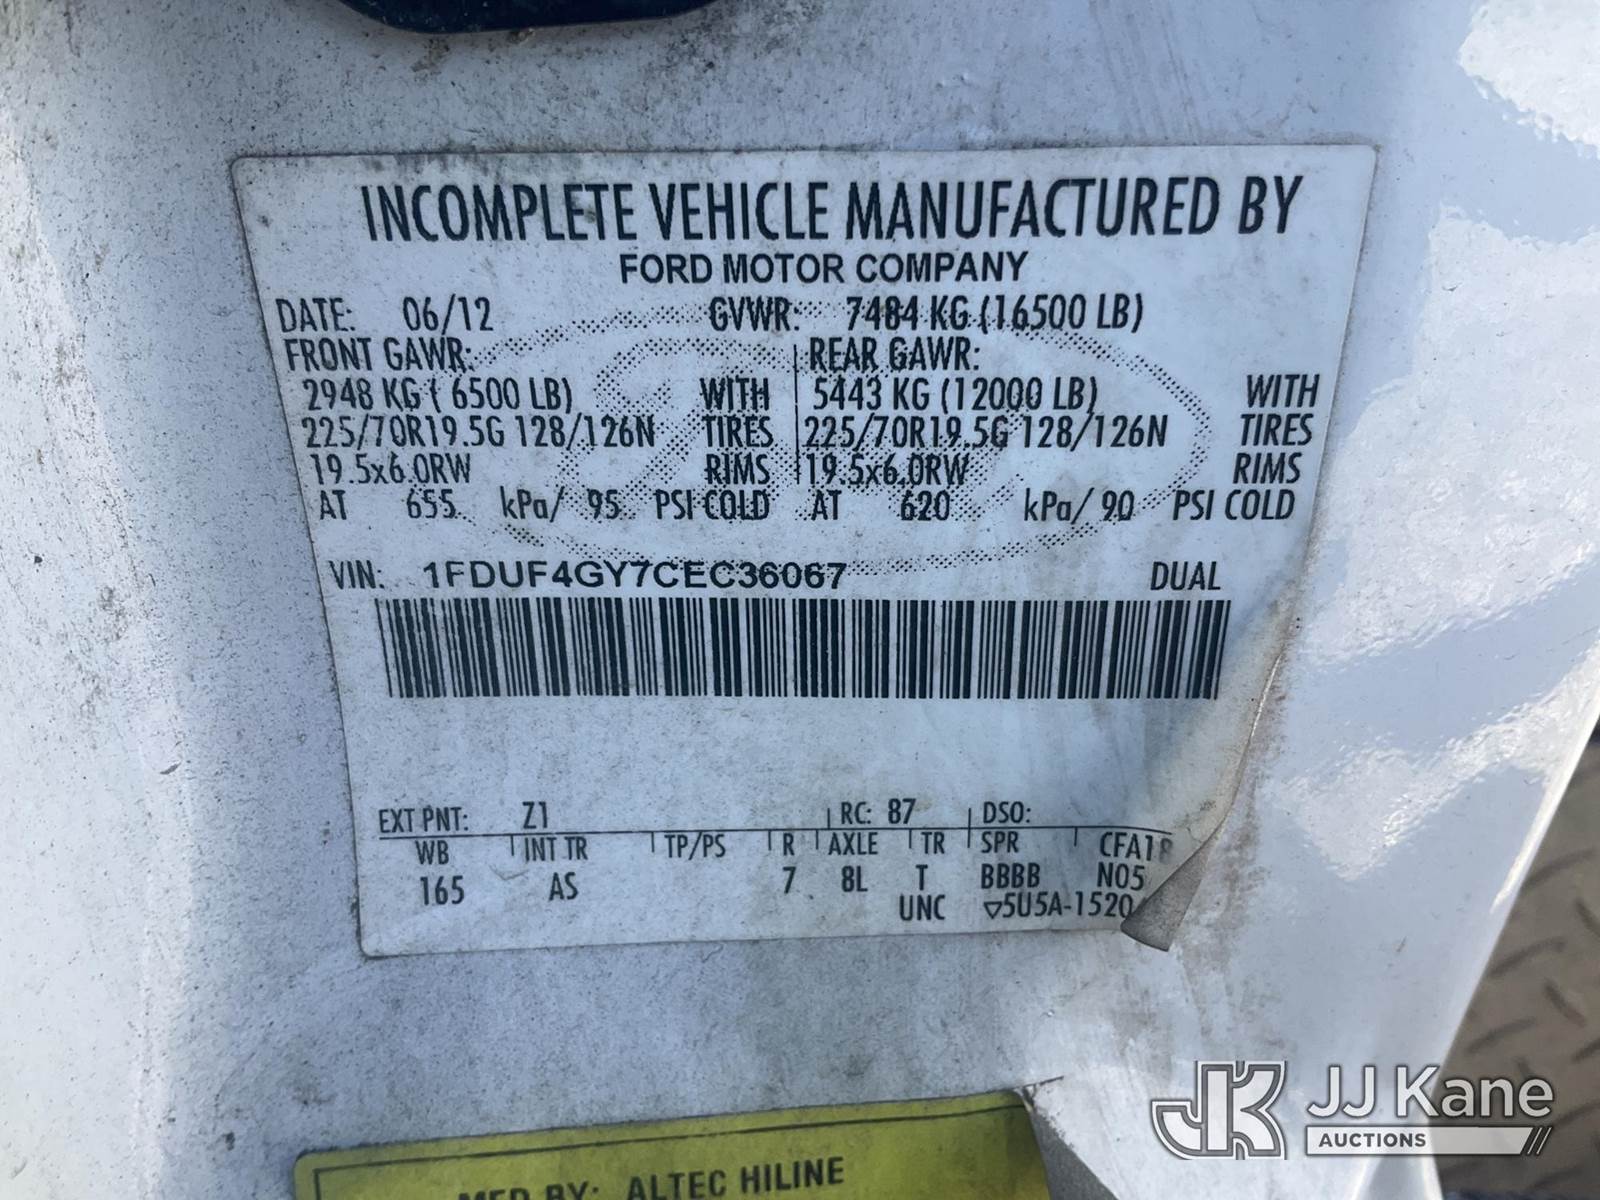 INCOMPLETE VEHICLE MANUFACTURED BY
FORD MOTOR COMPANY
DATE: 06/12 GVWR: 7484 KG (16500 LB)
FRONT GAWR: REAR GAWR:
2948 KG ( 6500 LB) WITH 5443 KG (12000 LB) WITH
225/70R19.5G 128/126N TIRES 225/70R19.5G 128/126N TIRES
19.5x6.0RW RIMS 19.5x6.0RW RIMS
AT 655 kPa/ 95 PSI COLD AT 620 kPa/ 90 PSI COLD
VIN: 1FDUF4GY7CEC36067 DUAL
EXT PNT: Z1 RC: 87 DSO:
WB INT TR TP/PS R AXLE TR SPR
165 AS 7 8L T BBBB N05
UNC ▽5U5A-1520
MFD BY: ALTEC HILINE
JK JJ Kane
AUCTIONS